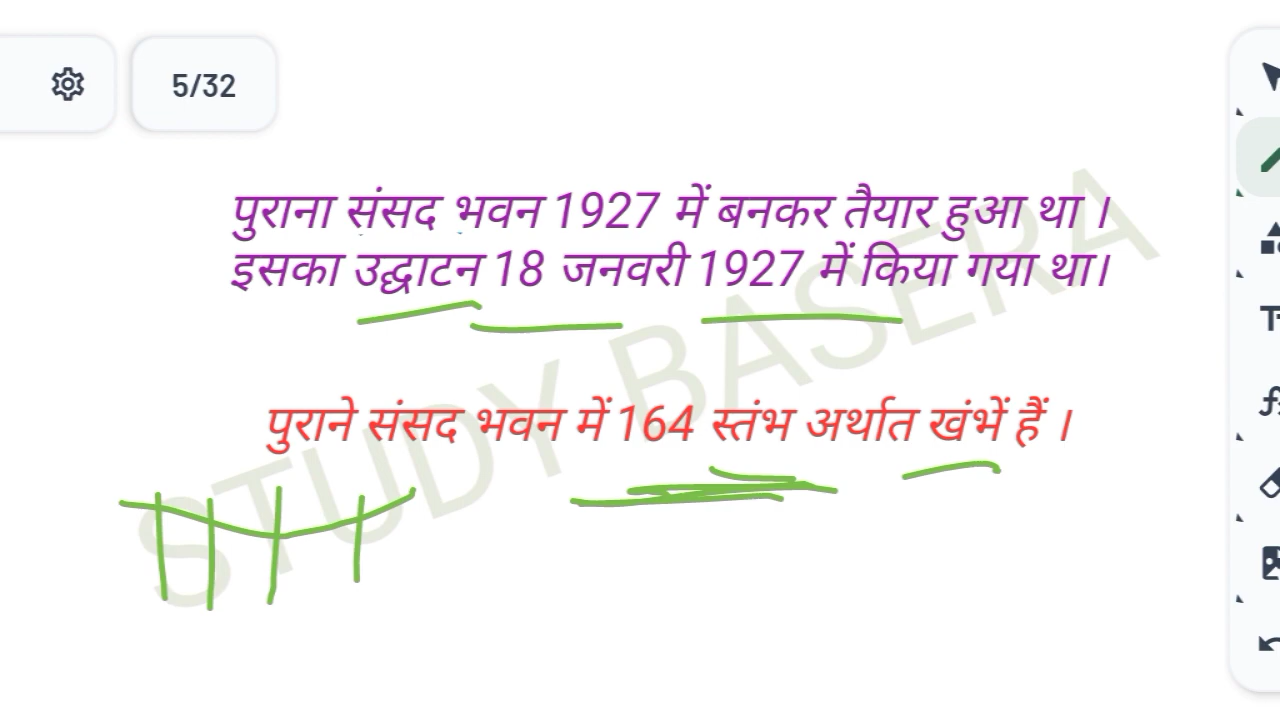 5/32
पुराना संसद भवन 1927 में बनकर तैयार हुआ था ।
इसका उद्घाटन 18 जनवरी 1927 में किया गया था।
पुराने संसद भवन में 164 स्तंभ अर्थात खंभें हैं ।
STUDY BASERA